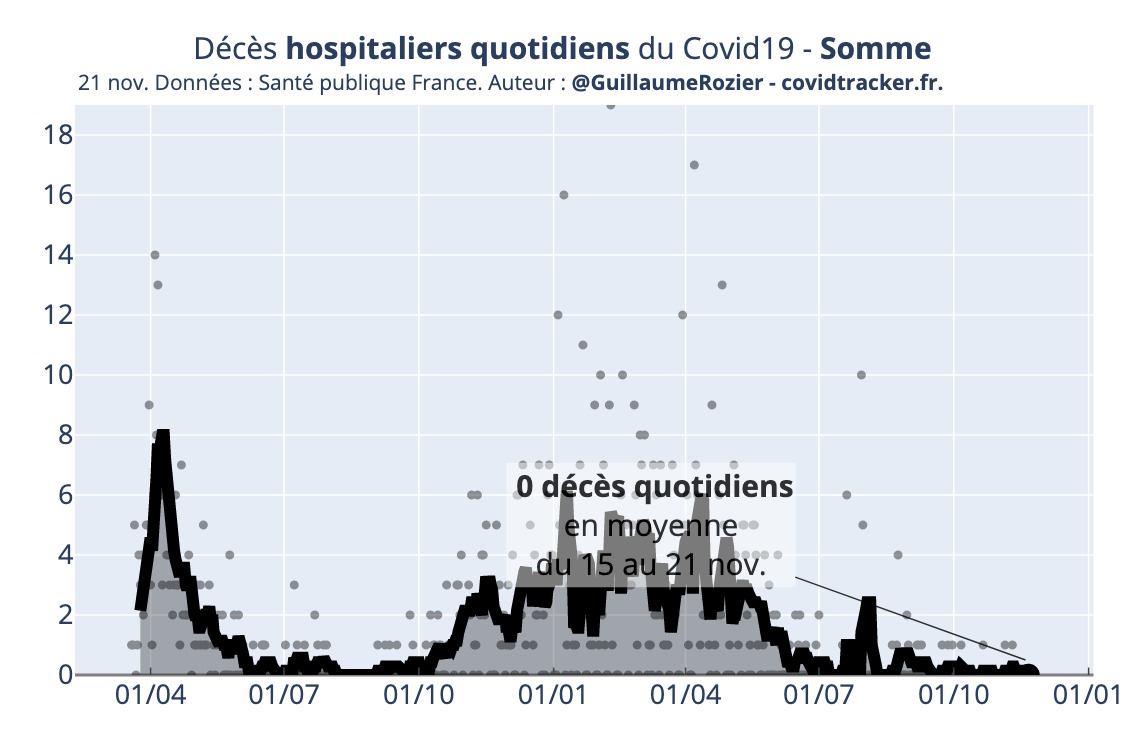 Décès hospitaliers quotidiens du Covid19 - Somme
21 nov. Données : Santé publique France. Auteur : @GuillaumeRozier - covidtracker.fr.
18
16
14
12
10
8
6
4
2
0
0 décès quotidiens
en moyenne
du 15 au 21 nov.
01/04 01/07 01/10 01/01 01/04 01/07 01/10 01/01